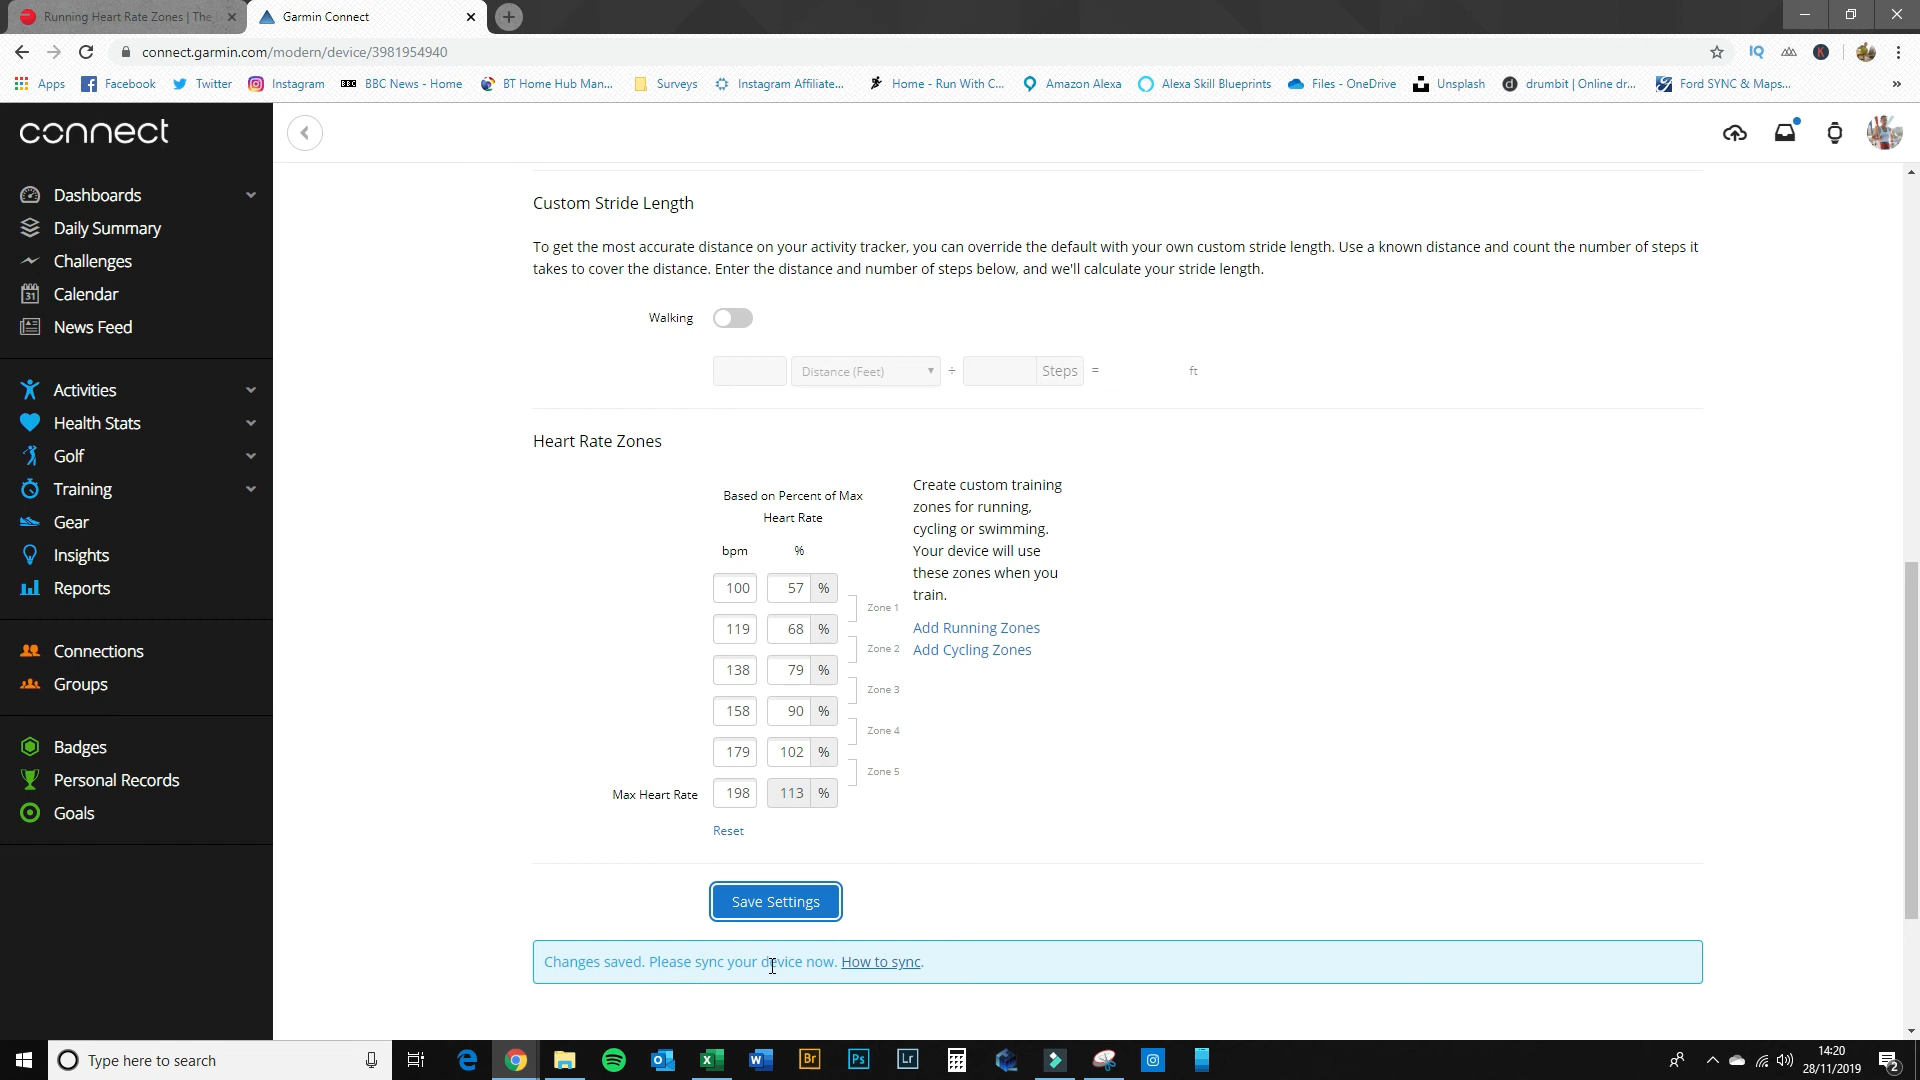 Running Heart Rate Zones | The
Garmin Connect
connect.garmin.com/modern/device/3981954940
IQ
K
Apps
Facebook
Twitter
Instagram
BBC BBC News - Home
BT Home Hub Man...
Surveys
Instagram Affiliate...
Home - Run With C...
Amazon Alexa
Alexa Skill Blueprints
Files - OneDrive
Unsplash
drumbit | Online dr...
Ford SYNC & Maps...
»
connect
Dashboards
Daily Summary
Challenges
31 Calendar
News Feed
Activities
Health Stats
Golf
Training
Gear
Insights
Reports
Connections
Groups
Badges
Personal Records
Goals
Custom Stride Length
To get the most accurate distance on your activity tracker, you can override the default with your own custom stride length. Use a known distance and count the number of steps it
takes to cover the distance. Enter the distance and number of steps below, and we'll calculate your stride length.
Walking
Distance (Feet) ÷ Steps = ft
Heart Rate Zones
Based on Percent of Max
Heart Rate
bpm %
100 57 %
Zone 1
119 68 %
Zone 2
138 79 %
Zone 3
158 90 %
Zone 4
179 102 %
Zone 5
Max Heart Rate 198 113 %
Reset
Create custom training
zones for running,
cycling or swimming.
Your device will use
these zones when you
train.
Add Running Zones
Add Cycling Zones
Save Settings
Changes saved. Please sync your device now. How to sync.
Type here to search
Br
Ps
Lr
14:20
28/11/2019
2